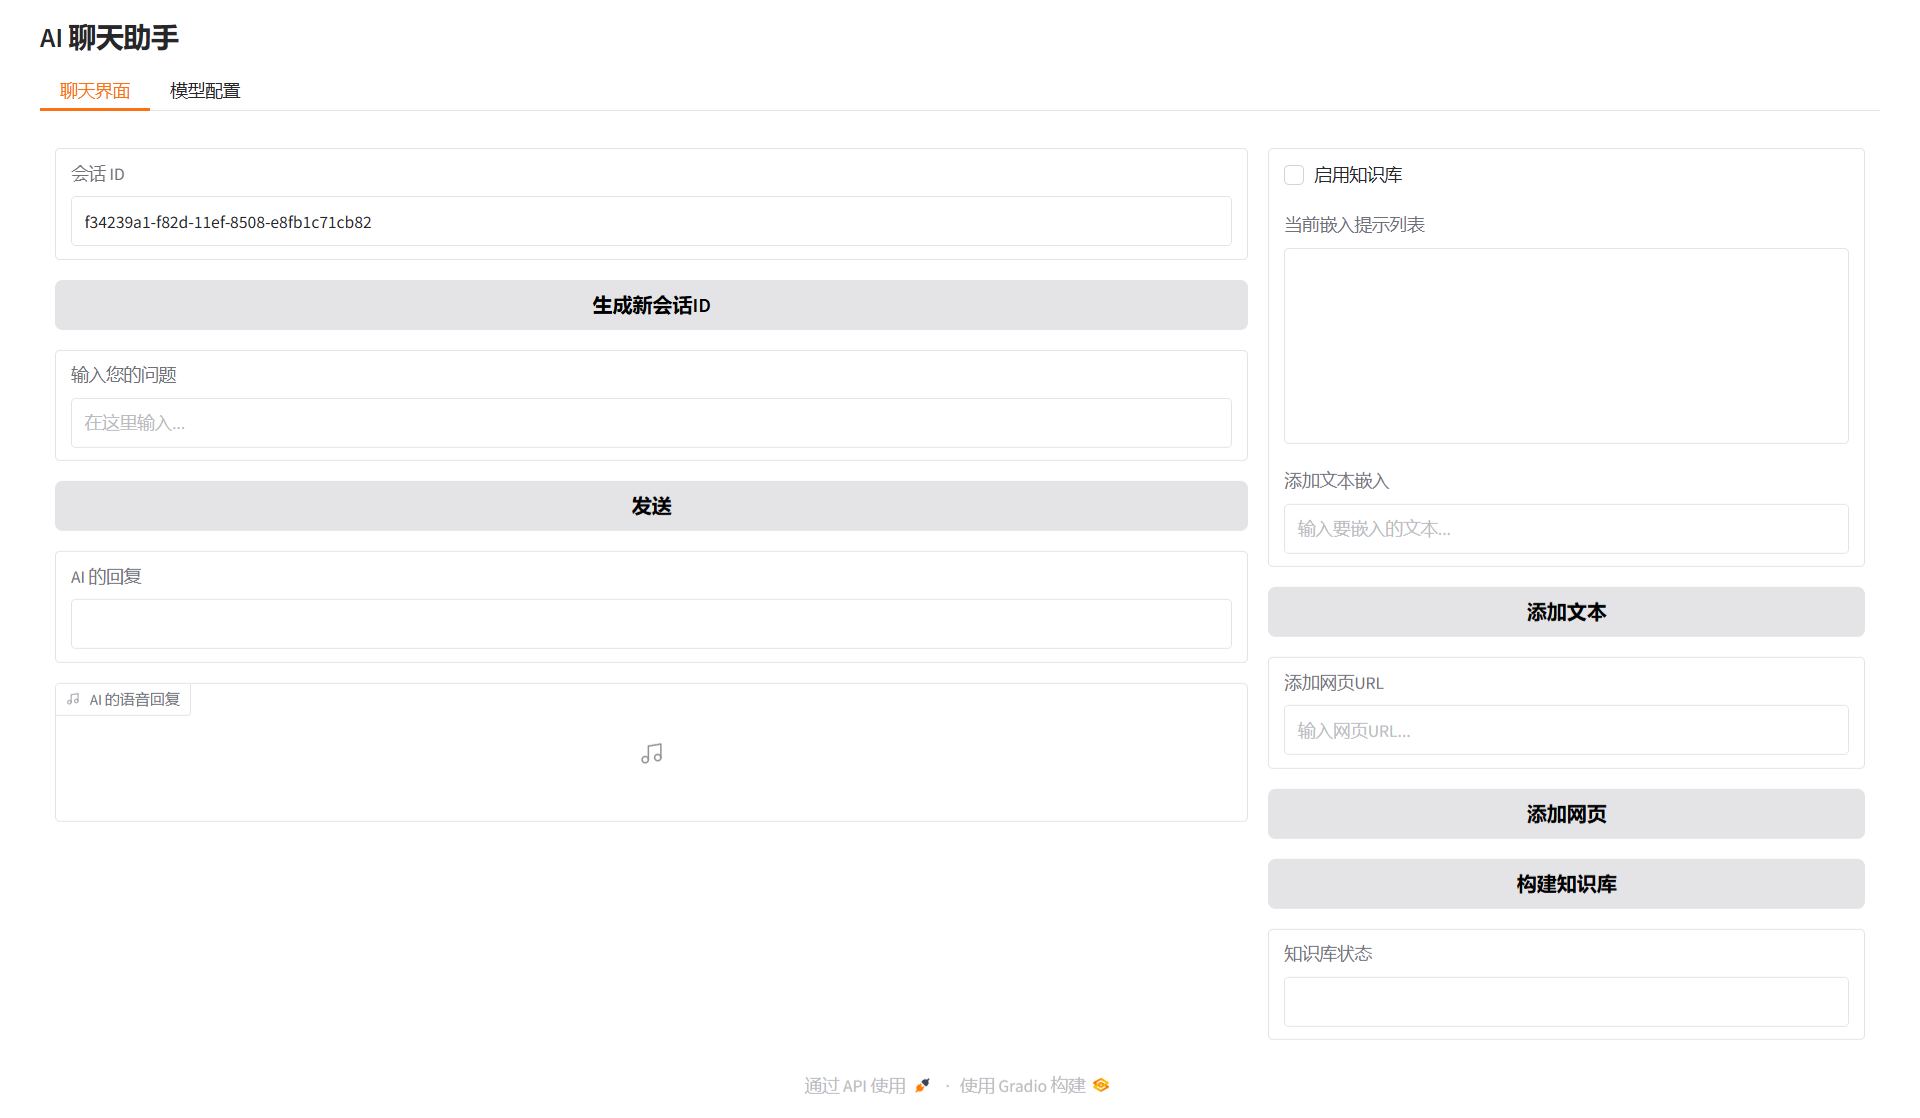 AI 聊天助手
聊天界面
模型配置
会话 ID
f34239a1-f82d-11ef-8508-e8fb1c71cb82
生成新会话ID
输入您的问题
在这里输入...
发送
AI 的回复
AI 的语音回复
启用知识库
当前嵌入提示列表
添加文本嵌入
输入要嵌入的文本...
添加文本
添加网页URL
输入网页URL...
添加网页
构建知识库
知识库状态
通过 API 使用 · 使用 Gradio 构建